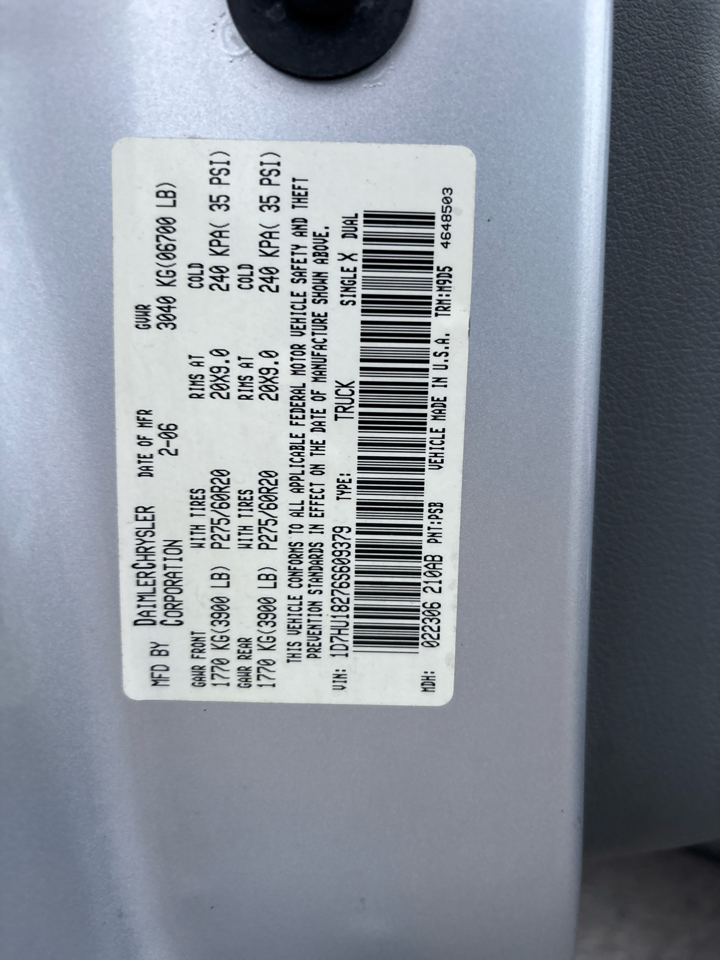 MFD BY DAIMLERCHRYSLER CORPORATION DATE OF MFR 2-06 GVWR 3040 KG(06700 LB)
GAWR FRONT WITH TIRES RIMS AT COLD
1770 KG(3900 LB) P275/60R20 20X9.0 240 KPA( 35 PSI)
GAWR REAR WITH TIRES RIMS AT COLD
1770 KG(3900 LB) P275/60R20 20X9.0 240 KPA( 35 PSI)
THIS VEHICLE CONFORMS TO ALL APPLICABLE FEDERAL MOTOR VEHICLE SAFETY AND THEFT
PREVENTION STANDARDS IN EFFECT ON THE DATE OF MANUFACTURE SHOWN ABOVE.
VIN: 1D7HU18276S609379 TYPE: TRUCK SINGLE X DUAL
MDH: 022306 210AB PNT:PSB VEHICLE MADE IN U.S.A. TRM:M9D5 4648503